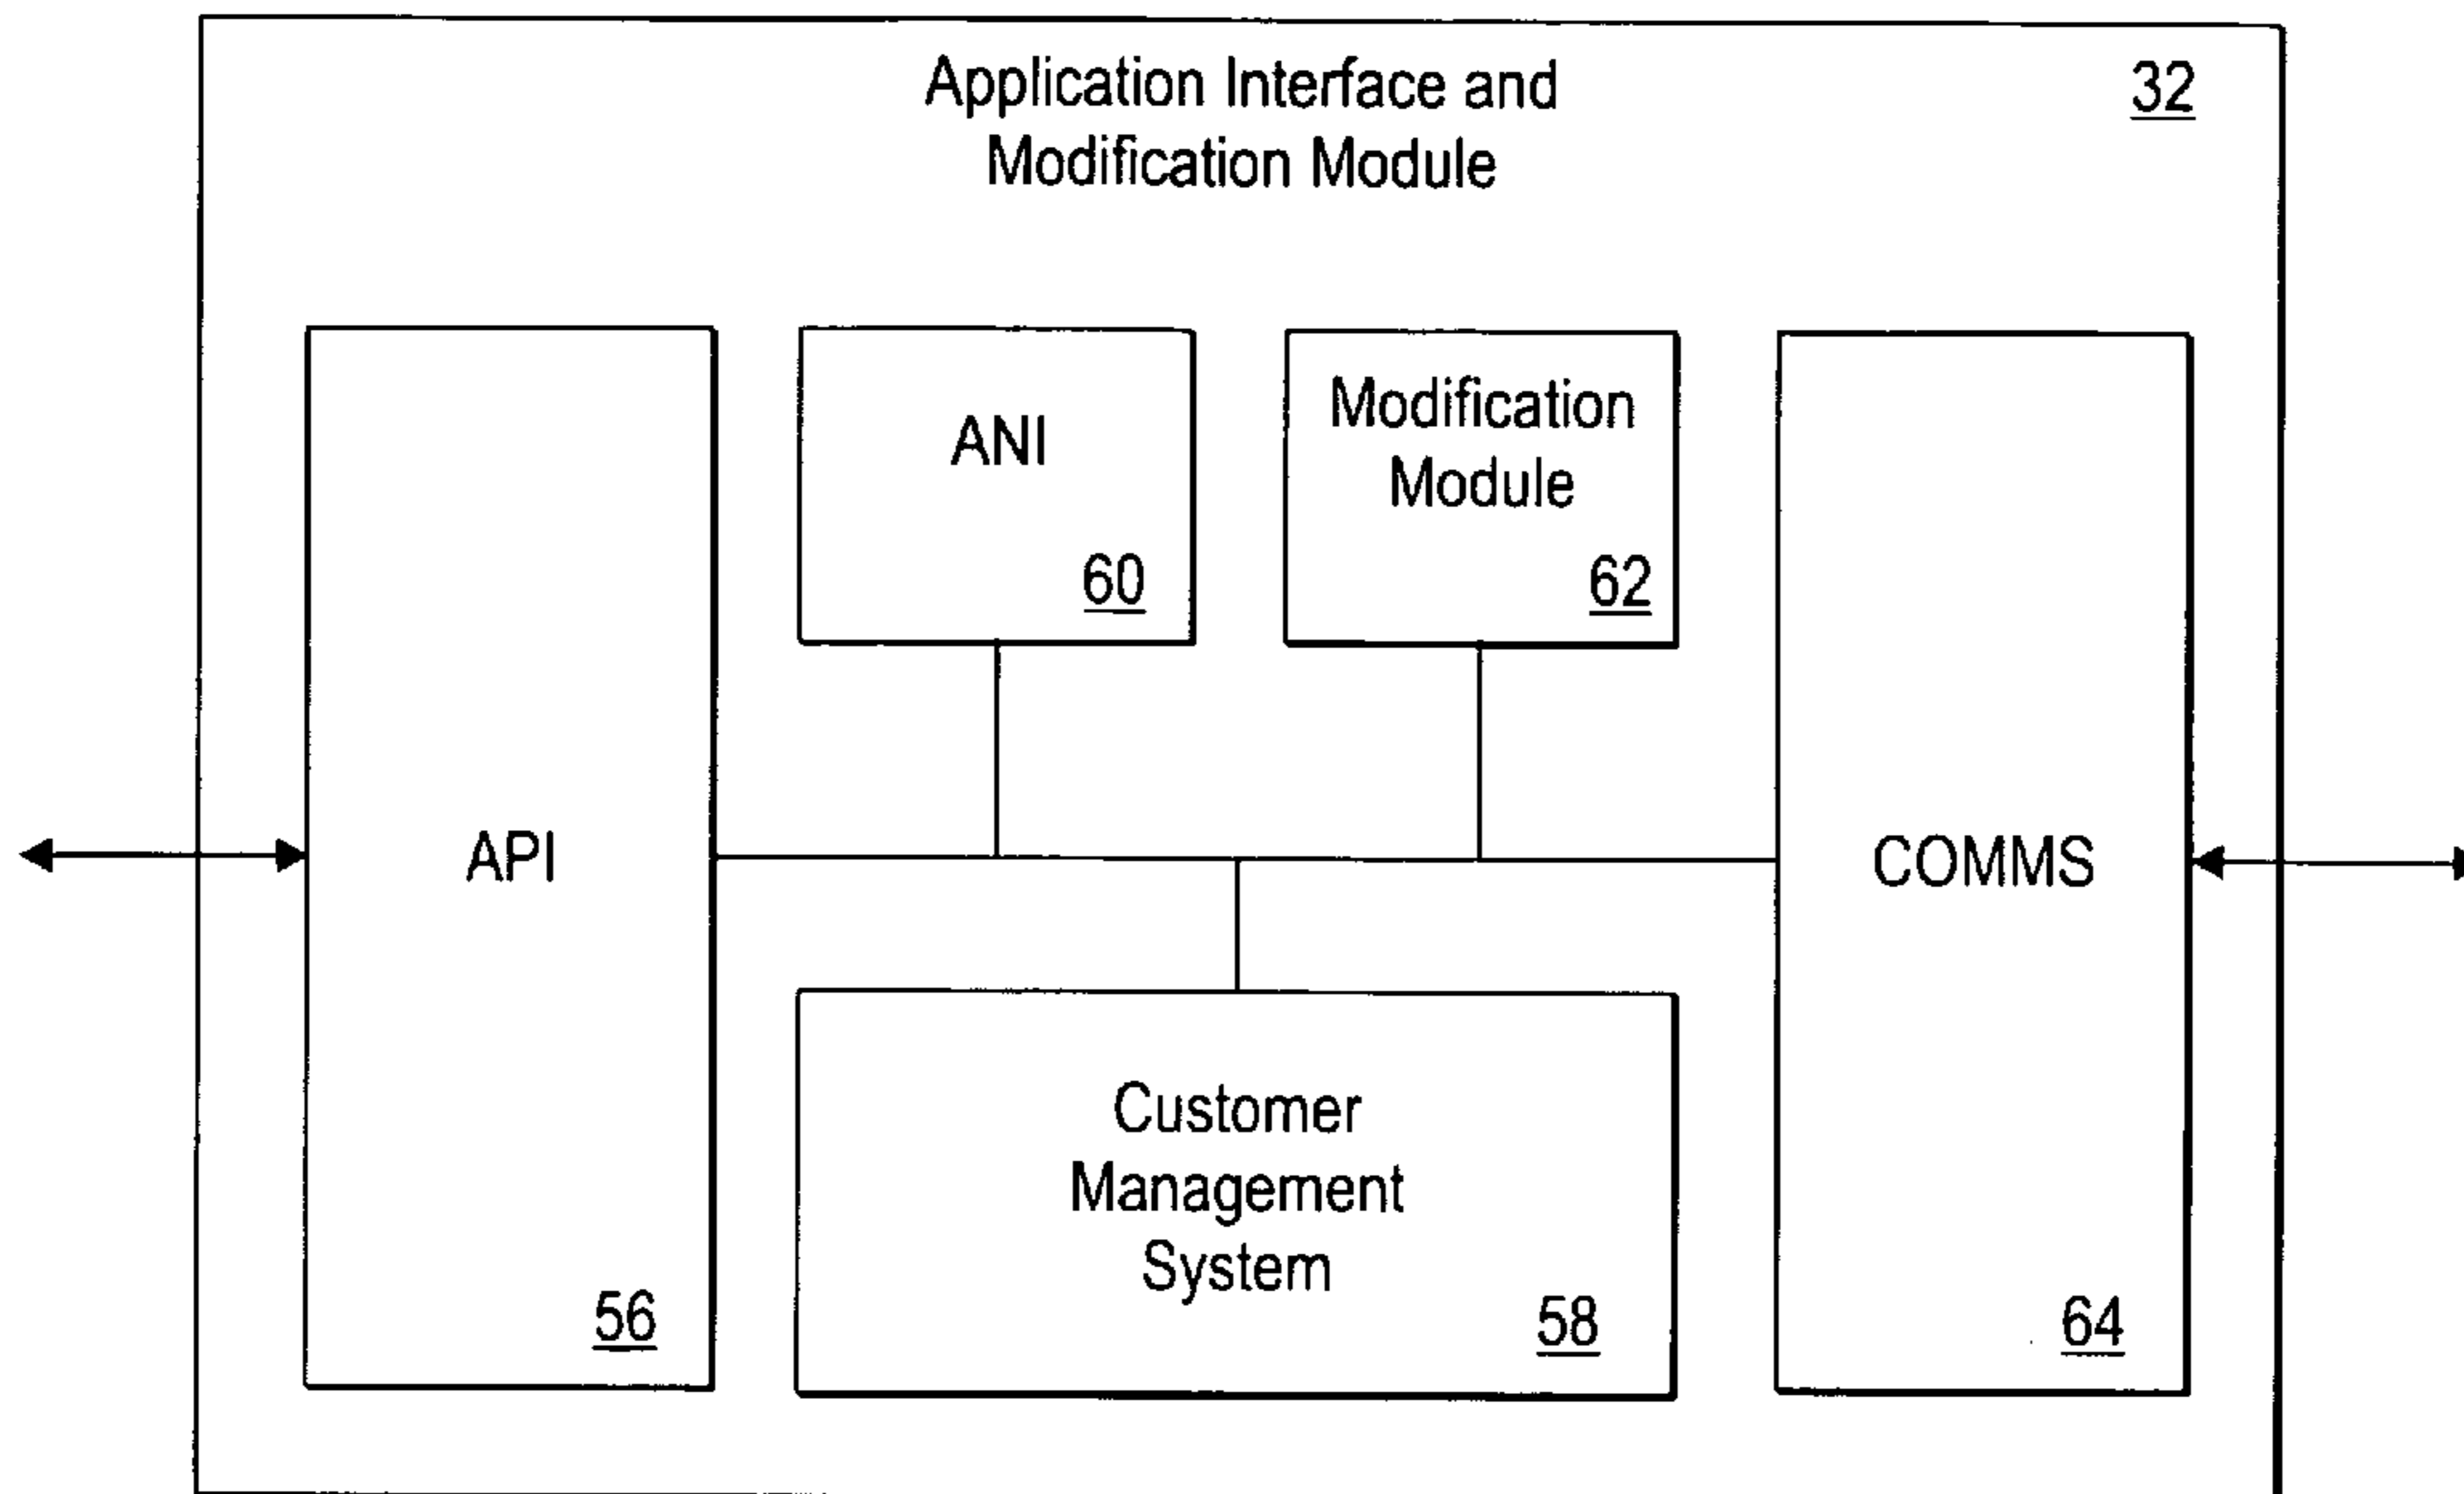 Application Interface and
Modification Module
32
ANI
60
Modification
Module
62
API
56
COMMS
64
Customer
Management
System
58